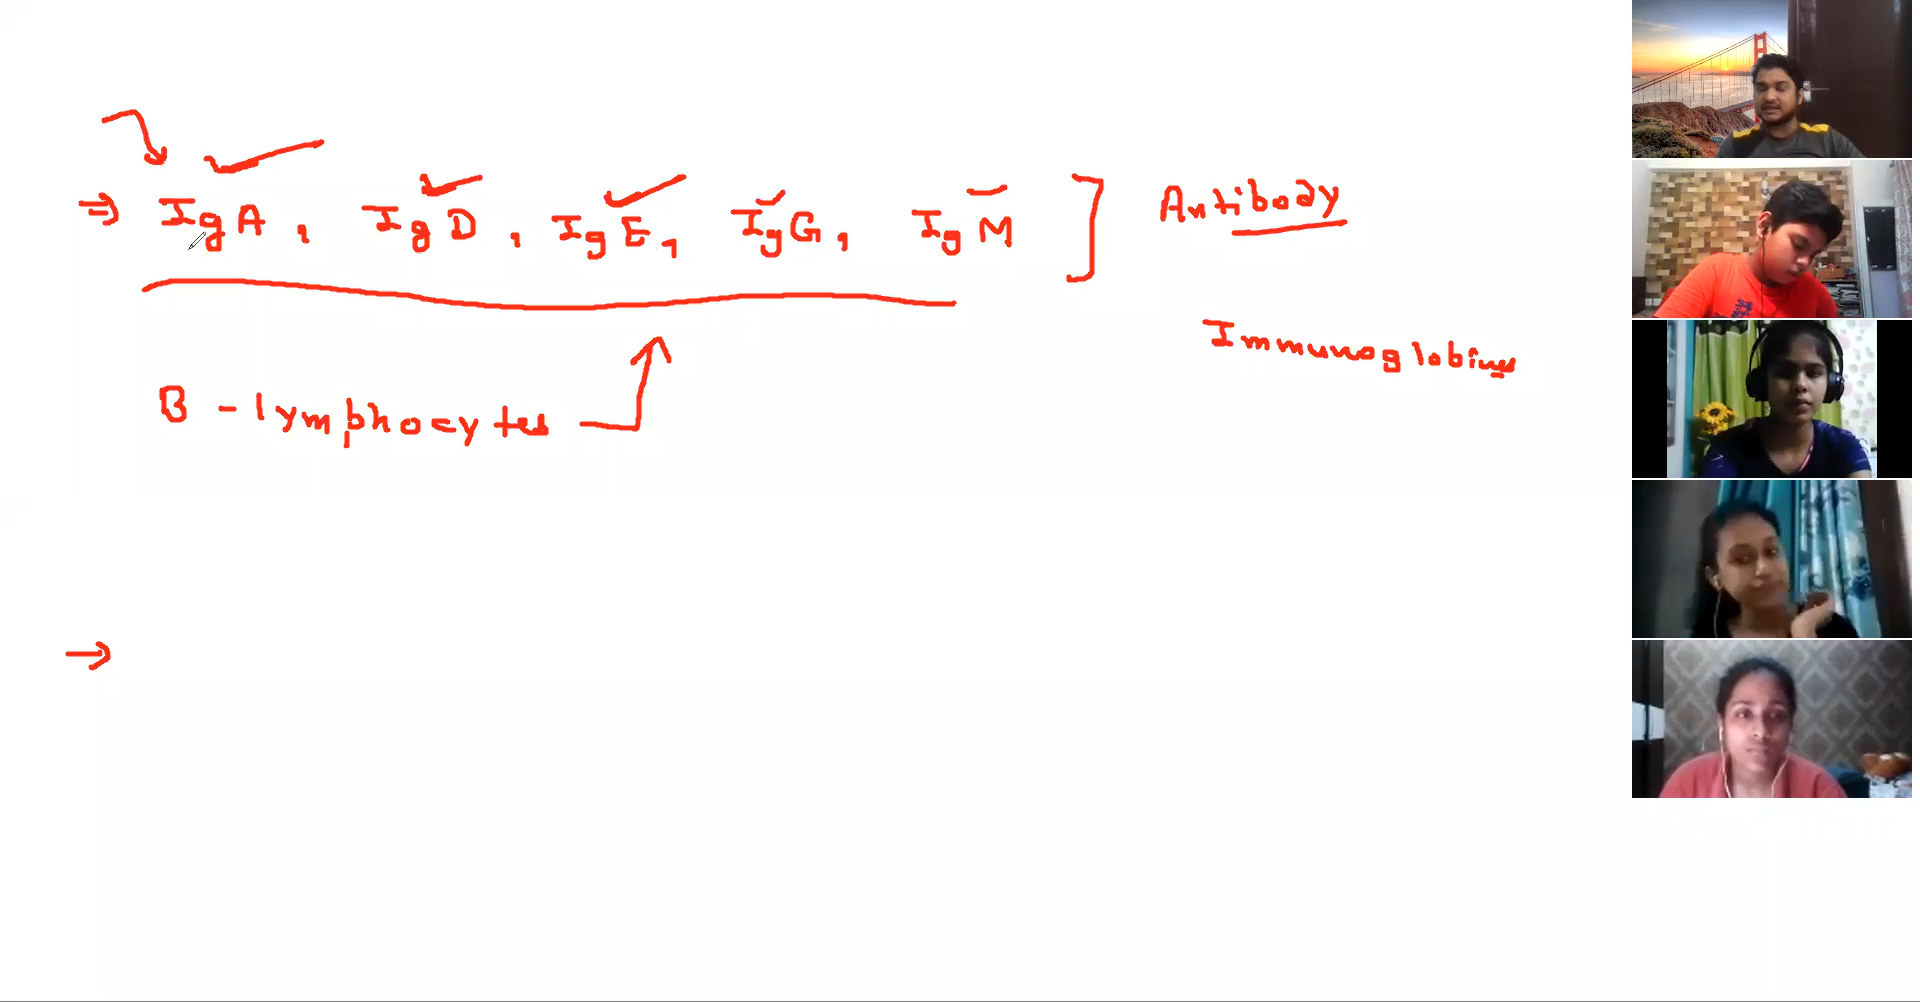 → IgA, IgD, IgE, IgG, IgM ] Antibody
Immunoglobins
B - lymphocytes
→